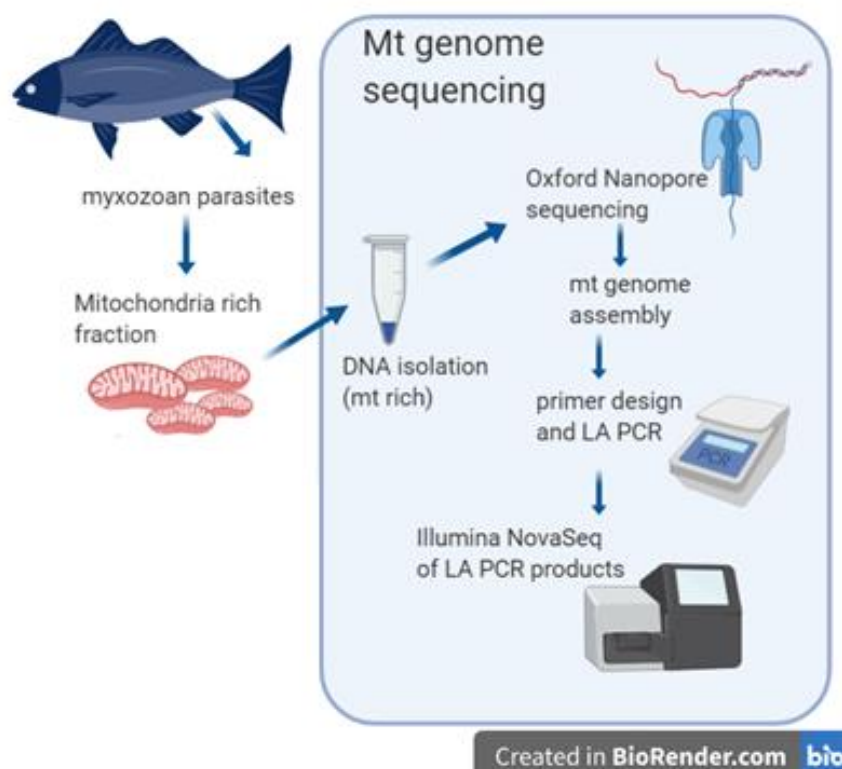 Mt genome
sequencing
myxozoan parasites
Mitochondria rich
fraction
DNA isolation
(mt rich)
Oxford Nanopore
sequencing
mt genome
assembly
primer design
and LA PCR
PCR
Illumina NovaSeq
of LA PCR products
Created in BioRender.com bio